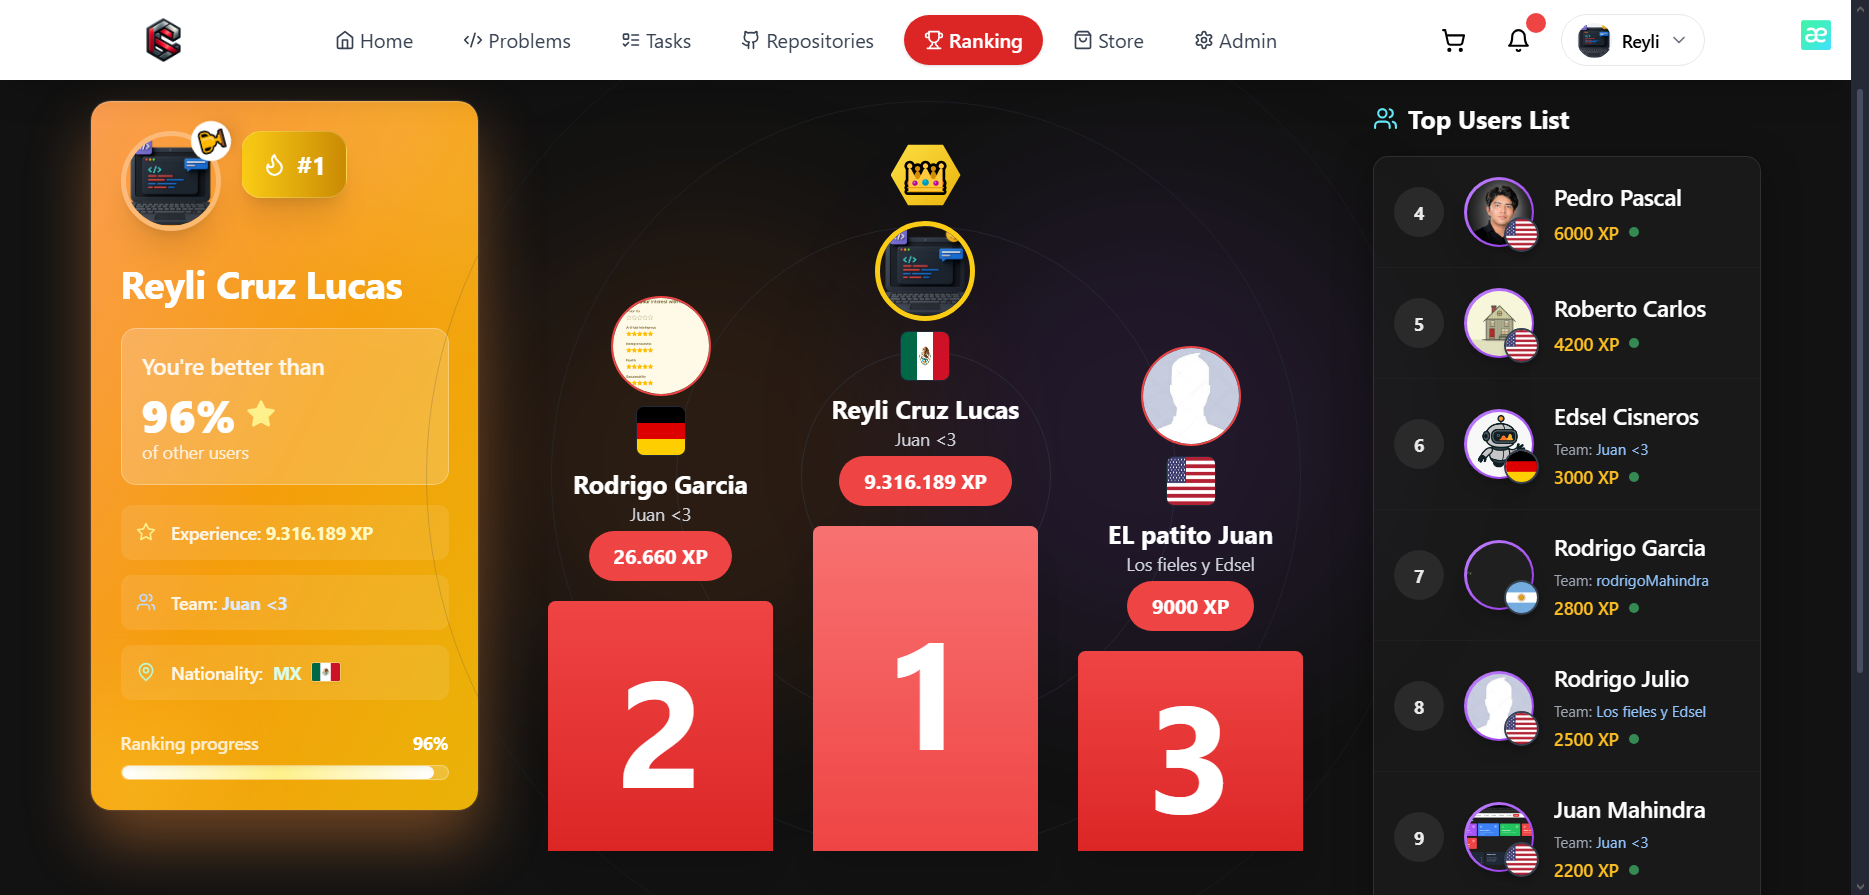 Home
Problems
Tasks
Repositories
Ranking
Store
Admin
Reyli
æ
#1
Reyli Cruz Lucas
You're better than
96%
of other users
Experience: 9.316.189 XP
Team: Juan <3
Nationality: MX
Ranking progress 96%
Rodrigo Garcia
Juan <3
26.660 XP
2
Reyli Cruz Lucas
Juan <3
9.316.189 XP
1
EL patito Juan
Los fieles y Edsel
9000 XP
3
Top Users List
4
Pedro Pascal
6000 XP
5
Roberto Carlos
4200 XP
6
Edsel Cisneros
Team: Juan <3
3000 XP
7
Rodrigo Garcia
Team: rodrigoMahindra
2800 XP
8
Rodrigo Julio
Team: Los fieles y Edsel
2500 XP
9
Juan Mahindra
Team: Juan <3
2200 XP